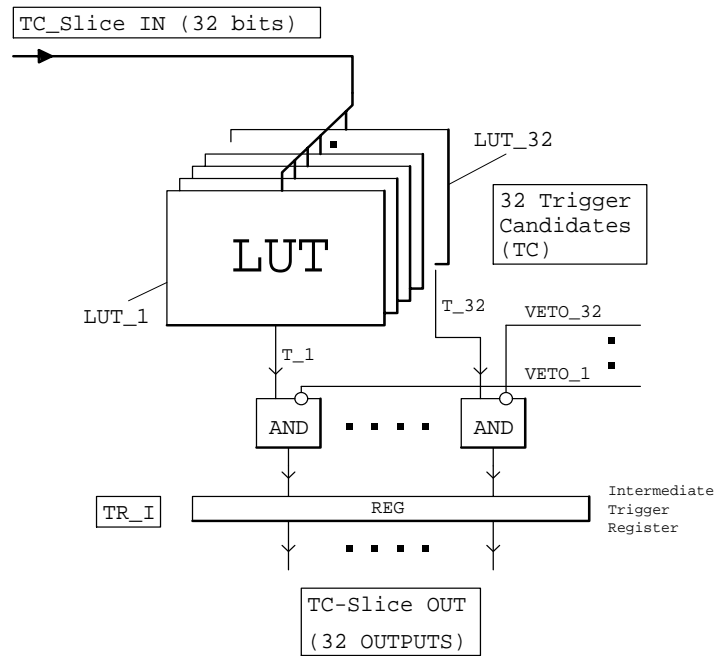 TC_Slice IN (32 bits)
LUT_32
32 Trigger
Candidates
(TC)
LUT
LUT_1
T_32
VETO_32
T_1
VETO_1
AND
AND
TR_I
REG
Intermediate
Trigger
Register
TC-Slice OUT
(32 OUTPUTS)